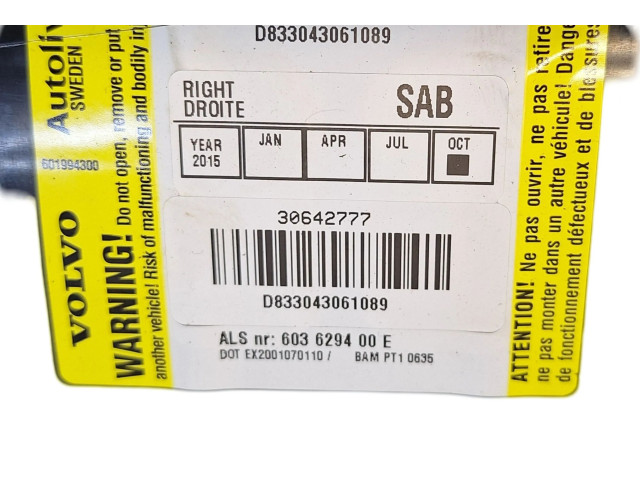 D833043061089
RIGHT
DROITE
SAB
YEAR
2015
JAN
APR
JUL
OCT
30642777
D833043061089
ALS nr: 603 6294 00 E
DOT EX2001070110 / BAM PT1 0635
Autoliv
SWEDEN
601994300
VOLVO
WARNING! Do not open, remove or put
another vehicle! Risk of malfunctioning and bodily
ATTENTION! Ne pas ouvrir, ne pas retirer
ne pas monter dans un autre véhicule! Danger
de fonctionnement défectueux et de blessures